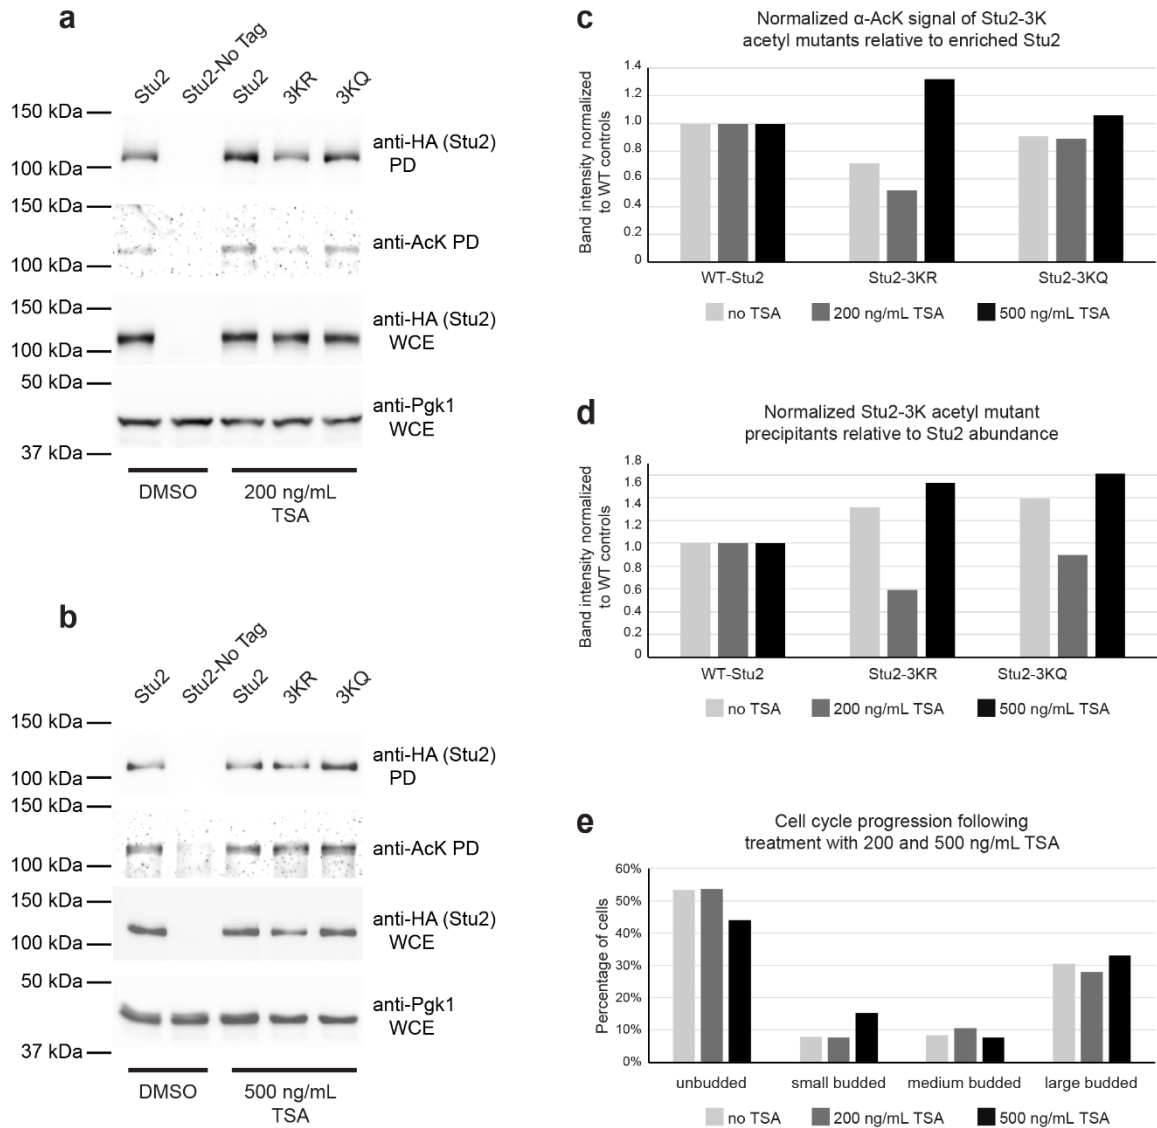 a
Stu2
Stu2-No Tag
Stu2
3KR
3KQ
150 kDa
100 kDa
anti-HA (Stu2)
PD
150 kDa
100 kDa
anti-AcK PD
150 kDa
100 kDa
anti-HA (Stu2)
WCE
50 kDa
37 kDa
anti-Pgk1
WCE
DMSO
200 ng/mL
TSA
b
Stu2
Stu2-No Tag
Stu2
3KR
3KQ
150 kDa
100 kDa
anti-HA (Stu2)
PD
150 kDa
100 kDa
anti-AcK PD
150 kDa
100 kDa
anti-HA (Stu2)
WCE
50 kDa
37 kDa
anti-Pgk1
WCE
DMSO
500 ng/mL
TSA
c
Normalized α-AcK signal of Stu2-3K
acetyl mutants relative to enriched Stu2
Band intensity normalized
to WT controls
1.4
1.2
1.0
0.8
0.6
0.4
0.2
0
WT-Stu2
Stu2-3KR
Stu2-3KQ
no TSA
200 ng/mL TSA
500 ng/mL TSA
d
Normalized Stu2-3K acetyl mutant
precipitants relative to Stu2 abundance
Band intensity normalized
to WT controls
1.8
1.6
1.4
1.2
1.0
0.8
0.6
0.4
0.2
0
WT-Stu2
Stu2-3KR
Stu2-3KQ
no TSA
200 ng/mL TSA
500 ng/mL TSA
e
Cell cycle progression following
treatment with 200 and 500 ng/mL TSA
Percentage of cells
60%
50%
40%
30%
20%
10%
0%
unbudded
small budded
medium budded
large budded
no TSA
200 ng/mL TSA
500 ng/mL TSA